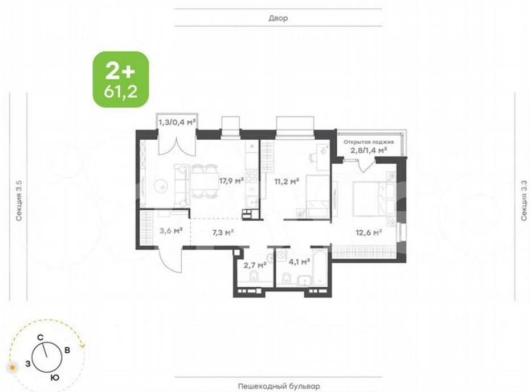 Двор
2+
61,2
1,3/0,4 м²
Открытая лоджия
2,8/1,4 м²
17,9 м²
11,2 м²
Секция 3.5
Секция 3.3
3,6 м²
7,3 м²
12,6 м²
2,7 м²
4,1 м²
С
З
В
Ю
Пешеходный бульвар